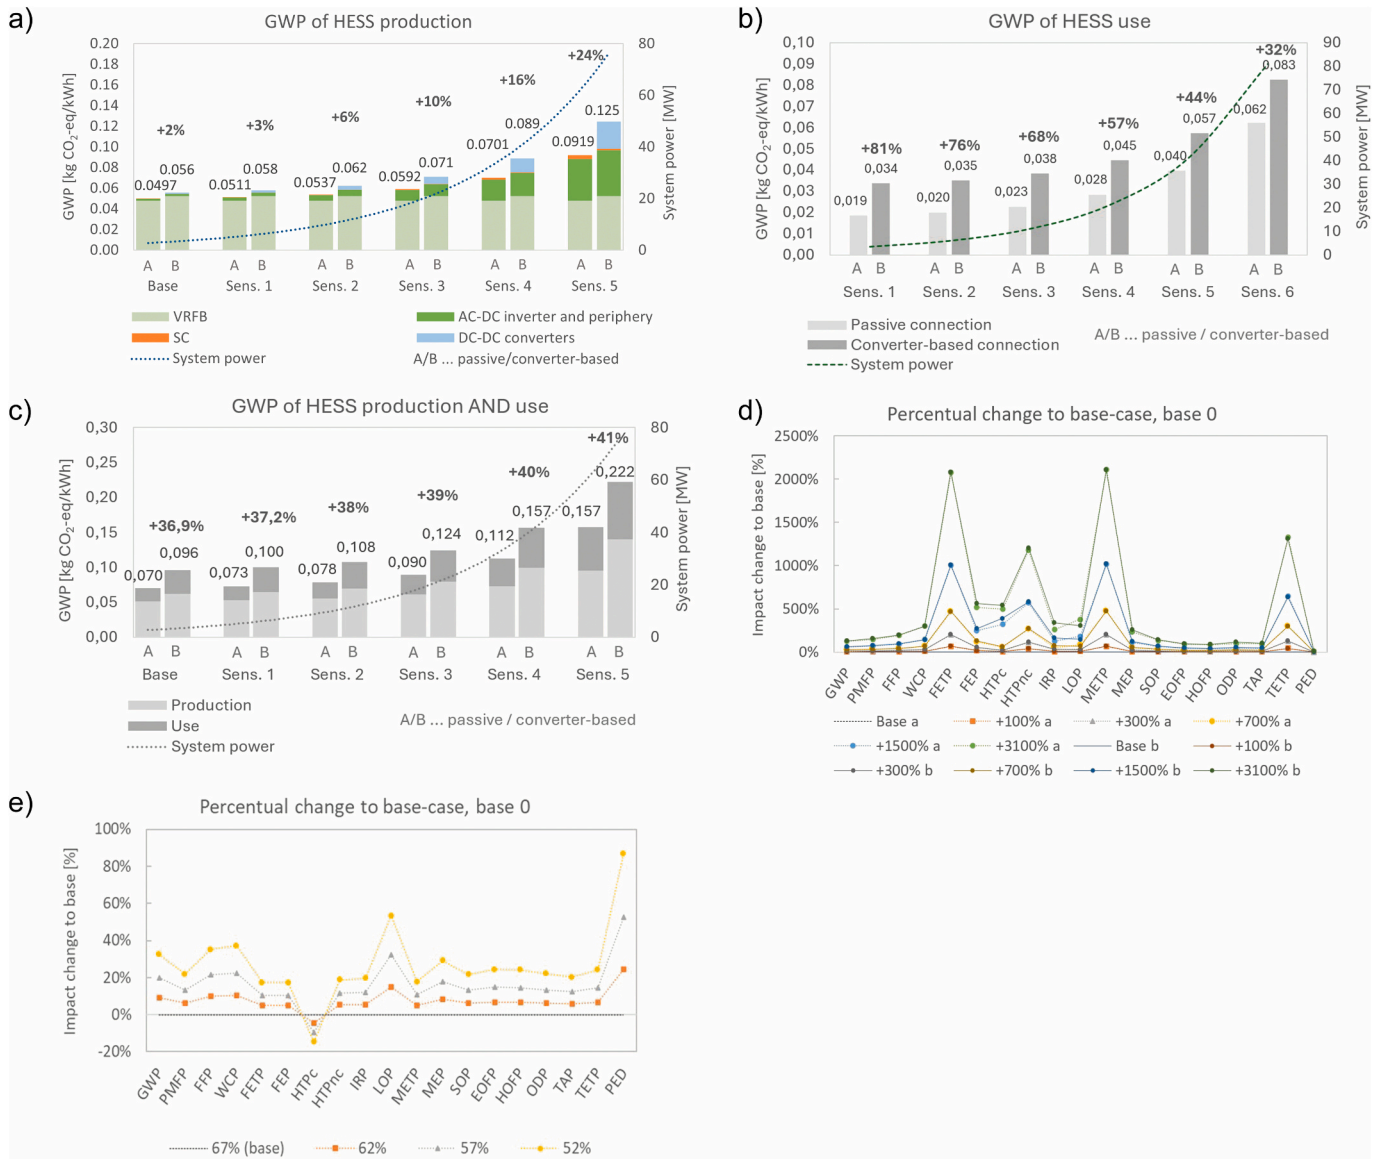 a)
GWP of HESS production
GWP [kg CO2-eq/kWh]
0.20
0.18
0.16
0.14
0.12
0.10
0.08
0.06
0.04
0.02
0.00
80
60
40
20
0
System power [MW]
+2%
+3%
+6%
+10%
+16%
+24%
0.0497
0.056
0.0511
0.058
0.0537
0.062
0.0592
0.071
0.0701
0.089
0.0919
0.125
A B A B A B A B A B A B
Base Sens. 1 Sens. 2 Sens. 3 Sens. 4 Sens. 5
VRFB
AC-DC inverter and periphery
SC
DC-DC converters
System power
A/B ... passive/converter-based
b)
GWP of HESS use
GWP [kg CO2-eq/kWh]
0,10
0,09
0,08
0,07
0,06
0,05
0,04
0,03
0,02
0,01
0,00
90
80
70
60
50
40
30
20
10
0
System power [MW]
+81%
+76%
+68%
+57%
+44%
+32%
0,019
0,034
0,020
0,035
0,023
0,038
0,028
0,045
0,040
0,057
0,062
0,083
A B A B A B A B A B A B
Sens. 1 Sens. 2 Sens. 3 Sens. 4 Sens. 5 Sens. 6
Passive connection
Converter-based connection
System power
A/B ... passive / converter-based
c)
GWP of HESS production AND use
GWP [kg CO2-eq/kWh]
0,30
0,25
0,20
0,15
0,10
0,05
0,00
80
60
40
20
0
System power [MW]
+36,9%
+37,2%
+38%
+39%
+40%
+41%
0,070
0,096
0,073
0,100
0,078
0,108
0,090
0,124
0,112
0,157
0,157
0,222
A B A B A B A B A B A B
Base Sens. 1 Sens. 2 Sens. 3 Sens. 4 Sens. 5
Production
Use
System power
A/B ... passive / converter-based
d)
Percentual change to base-case, base 0
Impact change to base [%]
2500%
2000%
1500%
1000%
500%
0%
GWP PMFP FFP WCP FETP FEP HTPc HTPnc IRP LOP METP MEP SOP EOFP HOFP ODP TAP TETP PED
Base a +100% a +300% a +700% a
+1500% a +3100% a Base b +100% b
+300% b +700% b +1500% b +3100% b
e)
Percentual change to base-case, base 0
Impact change to base [%]
100%
80%
60%
40%
20%
0%
-20%
GWP PMFP FFP WCP FETP FEP HTPc HTPnc IRP LOP METP MEP SOP EOFP HOFP ODP TAP TETP PED
67% (base) 62% 57% 52%